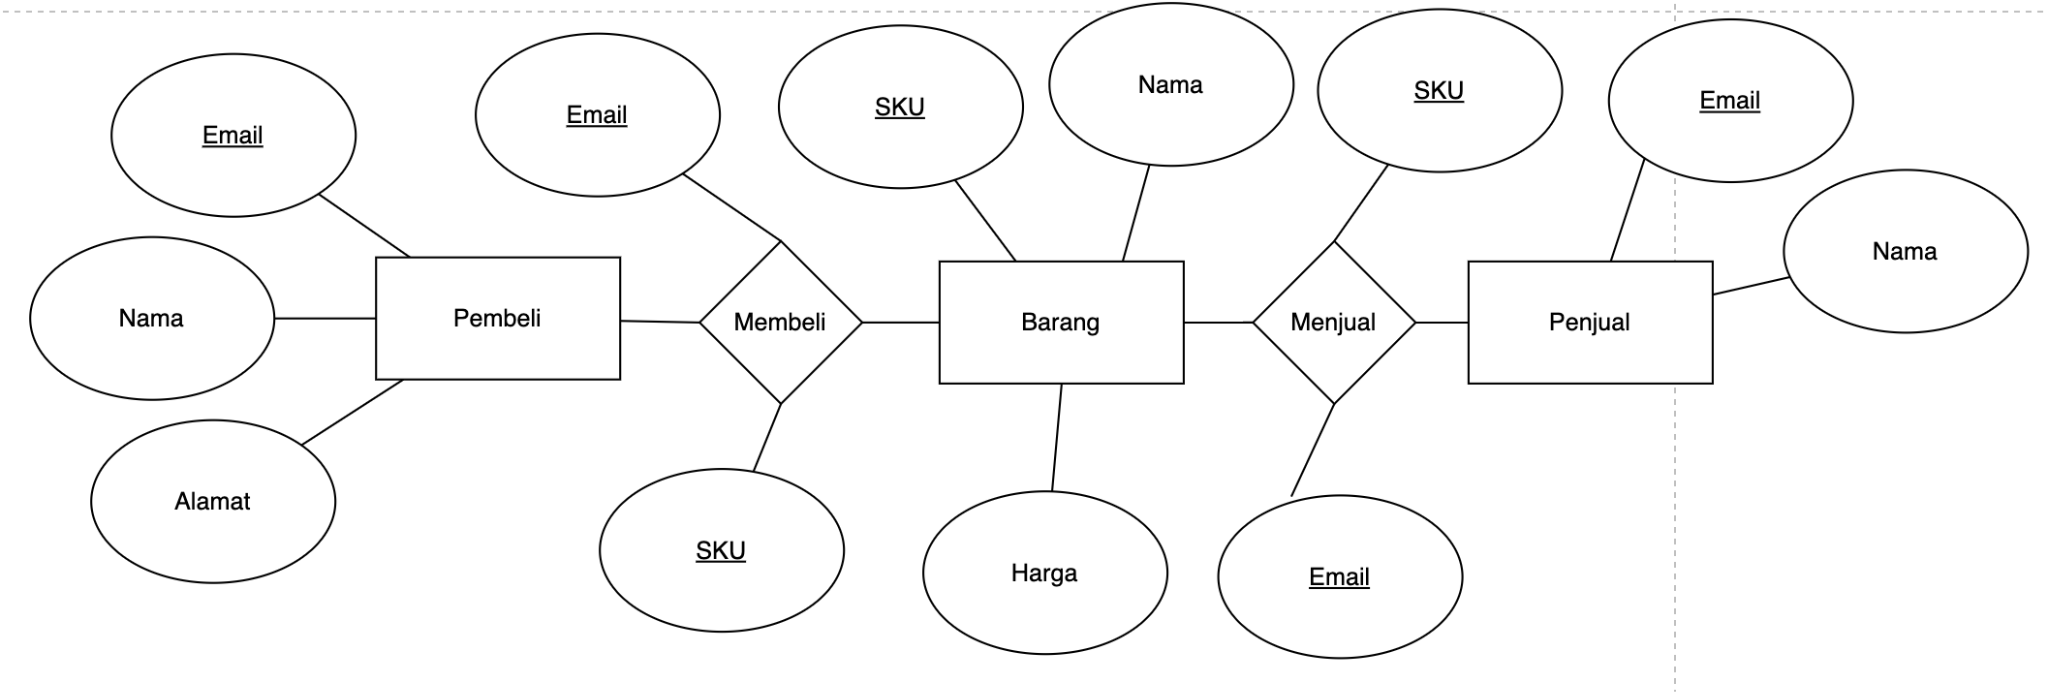 Nama
SKU
Email
SKU
Email
Email
Nama
Pembeli
Membeli
Barang
Menjual
Penjual
Nama
Alamat
SKU
Harga
Email